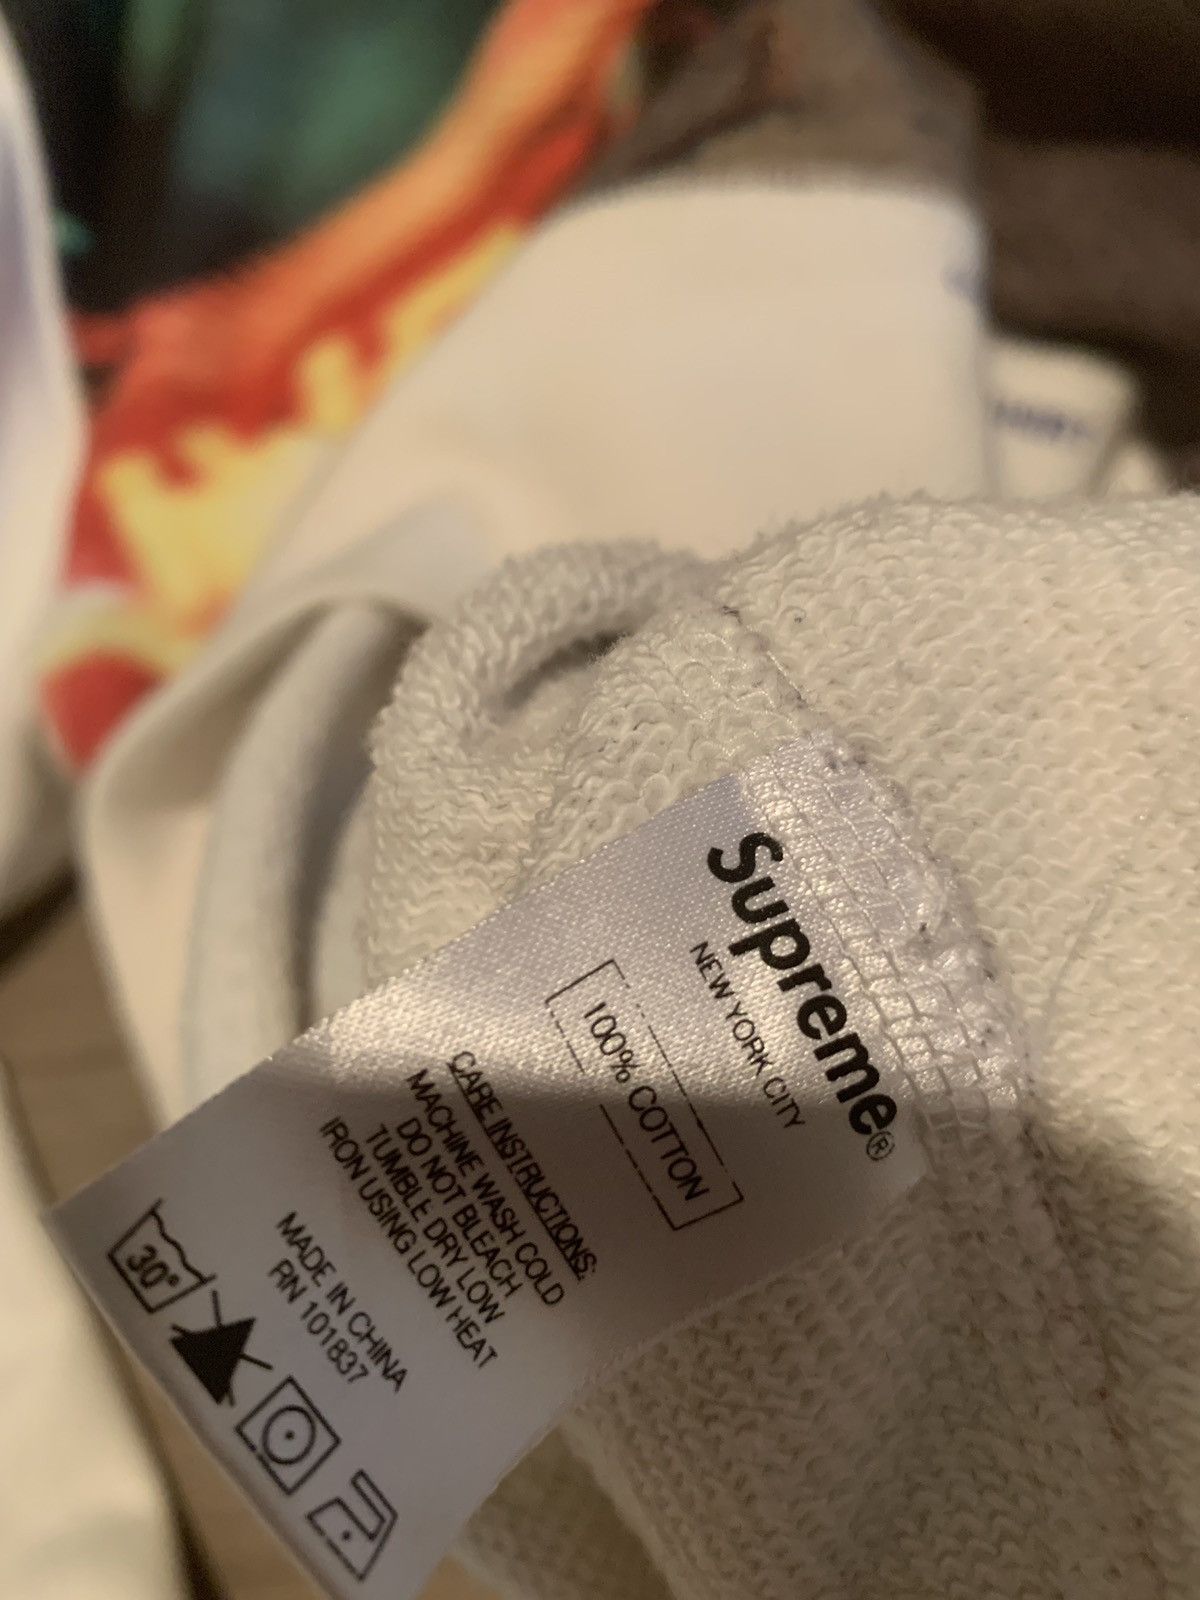 Supreme®
NEW YORK CITY
100% COTTON
CARE INSTRUCTIONS:
MACHINE WASH COLD
DO NOT BLEACH
TUMBLE DRY LOW
IRON USING LOW HEAT
MADE IN CHINA
RN 101837
30°